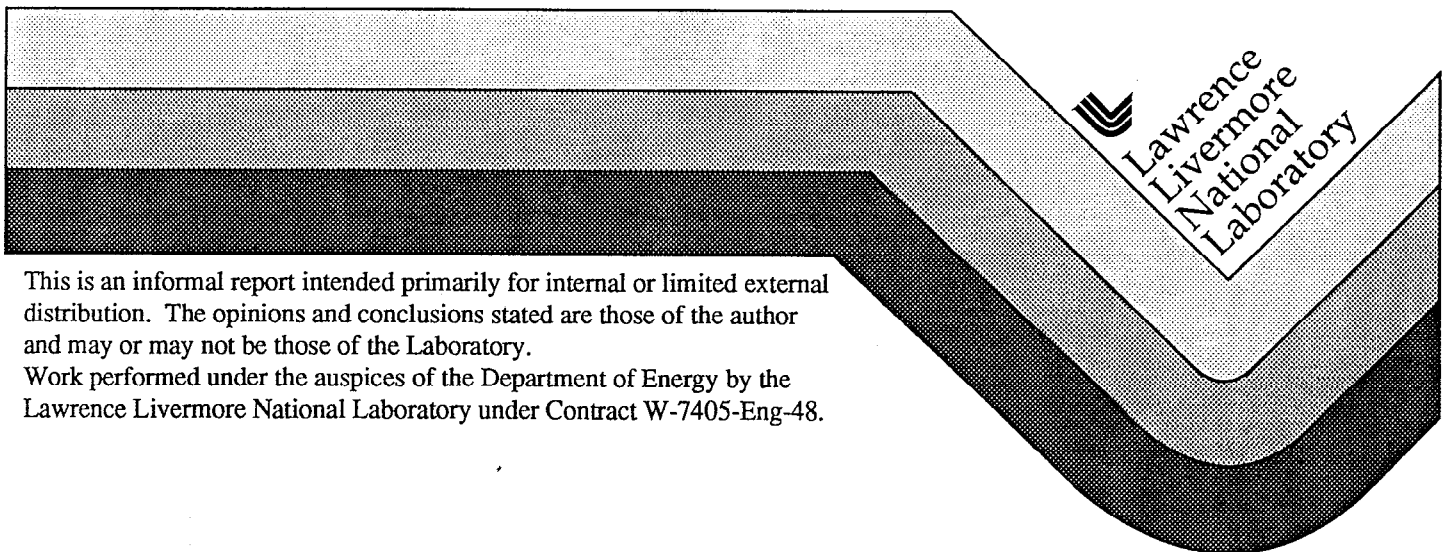 Lawrence
Livermore
National
Laboratory
This is an informal report intended primarily for internal or limited external
distribution.  The opinions and conclusions stated are those of the author
and may or may not be those of the Laboratory.
Work performed under the auspices of the Department of Energy by the
Lawrence Livermore National Laboratory under Contract W-7405-Eng-48.